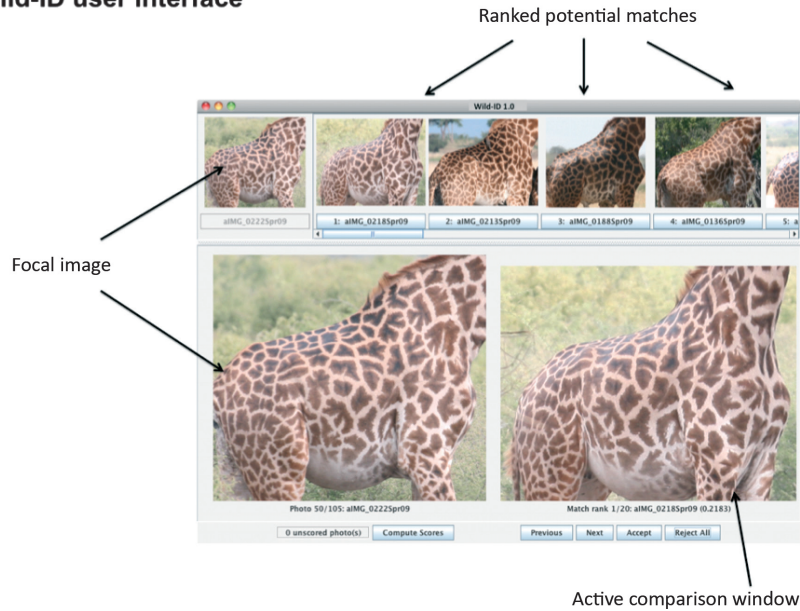 ild-ID user interface
Ranked potential matches
Wild-ID 1.0
aIMG_0222Spr09
1: aIMG_0218Spr09
2: aIMG_0213Spr09
3: aIMG_0188Spr09
4: aIMG_0136Spr09
5: a
Focal image
Photo 50/105: aIMG_0222Spr09
Match rank 1/20: aIMG_0218Spr09 (0.2183)
0 unscored photo(s)
Compute Scores
Previous
Next
Accept
Reject All
Active comparison window